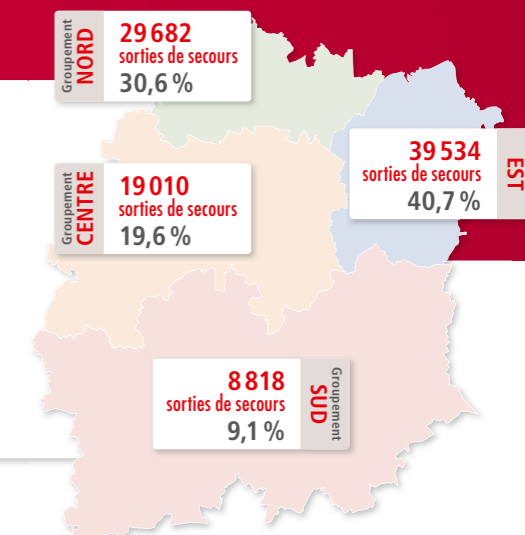 Groupement
NORD
29 682
sorties de secours
30,6 %
39 534
sorties de secours
40,7 %
EST
Groupement
CENTRE
19 010
sorties de secours
19,6 %
8 818
sorties de secours
9,1 %
Groupement
SUD